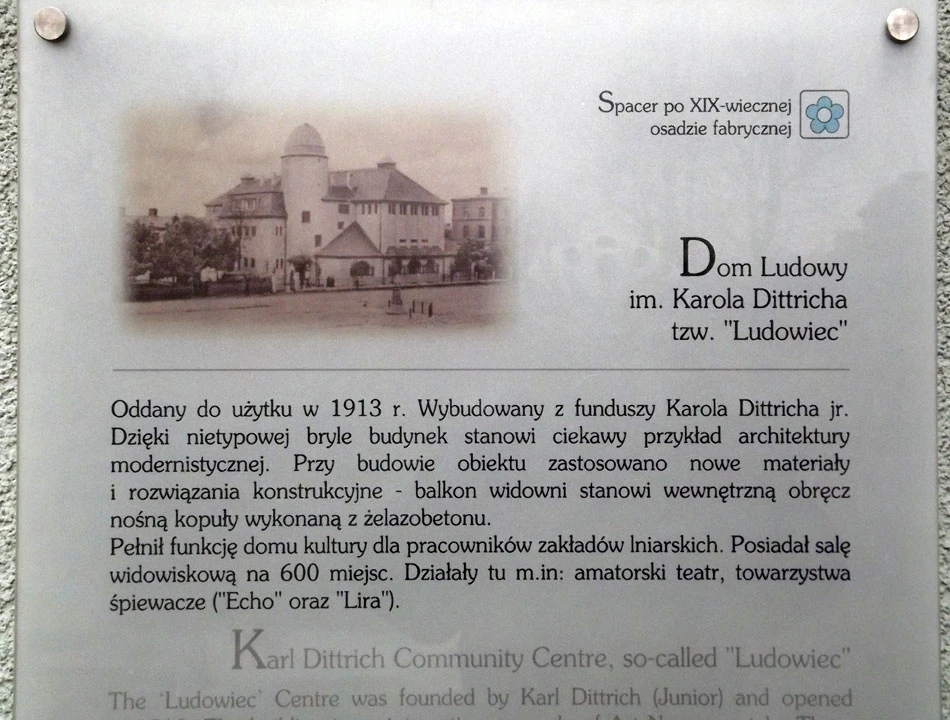 Spacer po XIX-wiecznej
osadzie fabrycznej
Dom Ludowy
im. Karola Dittricha
tzw. "Ludowiec"
Oddany do użytku w 1913 r. Wybudowany z funduszy Karola Dittricha jr.
Dzięki nietypowej bryle budynek stanowi ciekawy przykład architektury
modernistycznej. Przy budowie obiektu zastosowano nowe materiały
i rozwiązania konstrukcyjne - balkon widowni stanowi wewnętrzną obręcz
nośną kopuły wykonaną z żelazobetonu.
Pełnił funkcję domu kultury dla pracowników zakładów lniarskich. Posiadał salę
widowiskową na 600 miejsc. Działały tu m.in: amatorski teatr, towarzystwa
śpiewacze ("Echo" oraz "Lira").
Karl Dittrich Community Centre, so-called "Ludowiec"
The 'Ludowiec' Centre was founded by Karl Dittrich (Junior) and opened